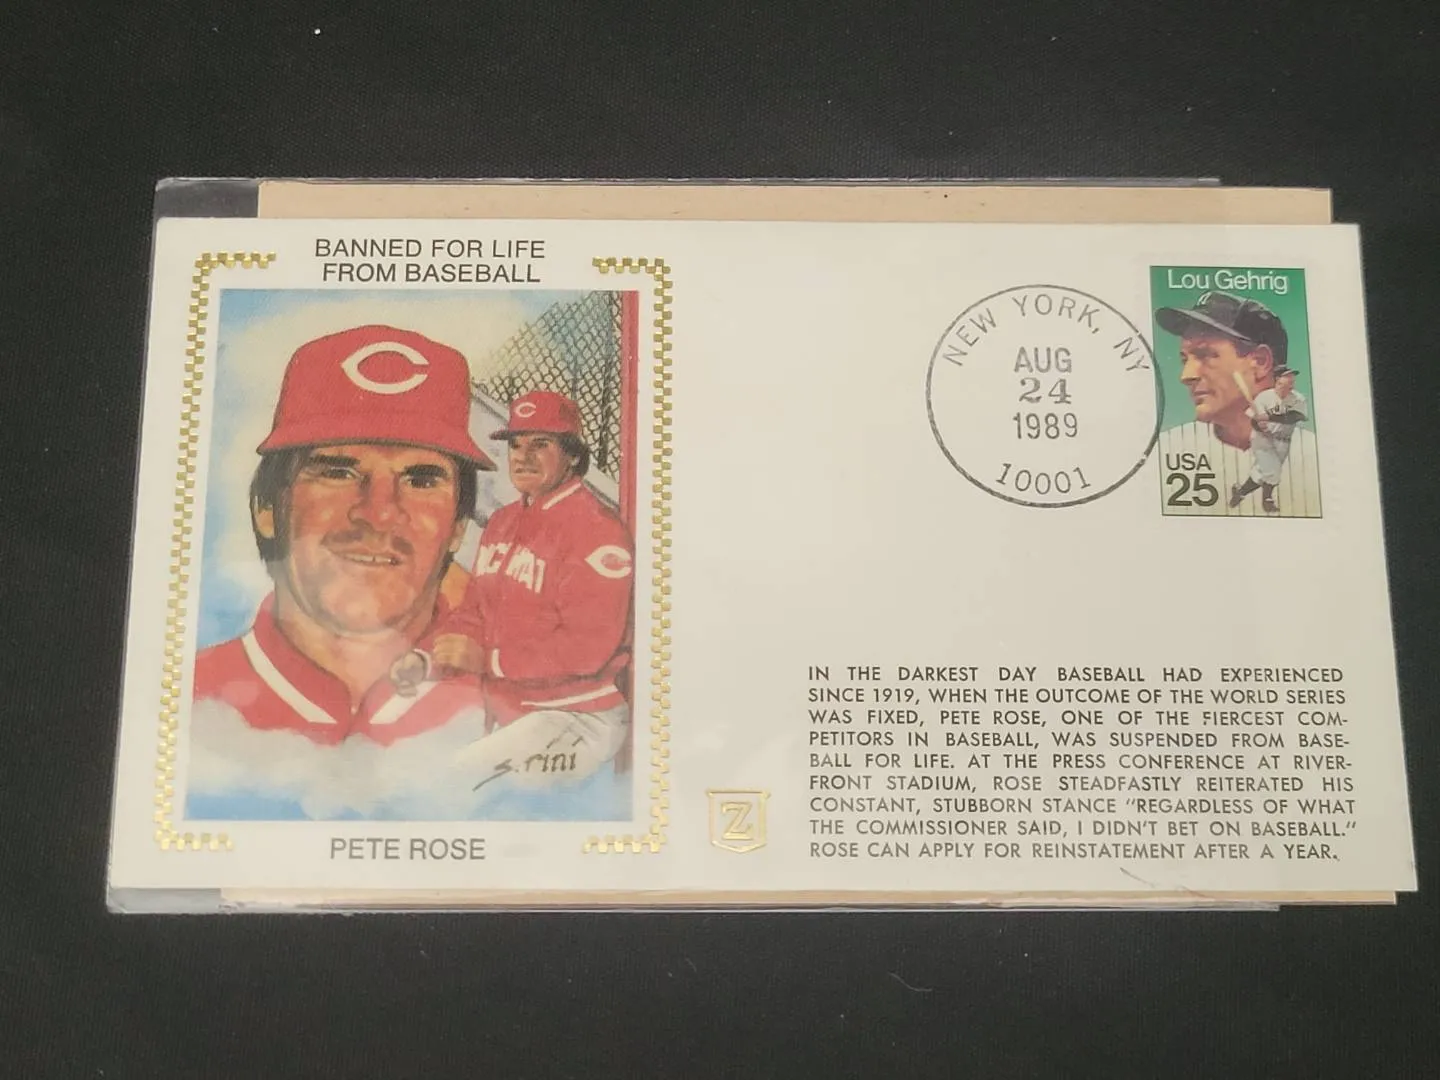 BANNED FOR LIFE
FROM BASEBALL
C
C
C
s. rini
PETE ROSE
NEW YORK, NY
AUG
24
1989
10001
Lou Gehrig
USA
25
Z
IN THE DARKEST DAY BASEBALL HAD EXPERIENCED
SINCE 1919, WHEN THE OUTCOME OF THE WORLD SERIES
WAS FIXED, PETE ROSE, ONE OF THE FIERCEST COM-
PETITORS IN BASEBALL, WAS SUSPENDED FROM BASE-
BALL FOR LIFE. AT THE PRESS CONFERENCE AT RIVER-
FRONT STADIUM, ROSE STEADFASTLY REITERATED HIS
CONSTANT, STUBBORN STANCE "REGARDLESS OF WHAT
THE COMMISSIONER SAID, I DIDN'T BET ON BASEBALL."
ROSE CAN APPLY FOR REINSTATEMENT AFTER A YEAR.